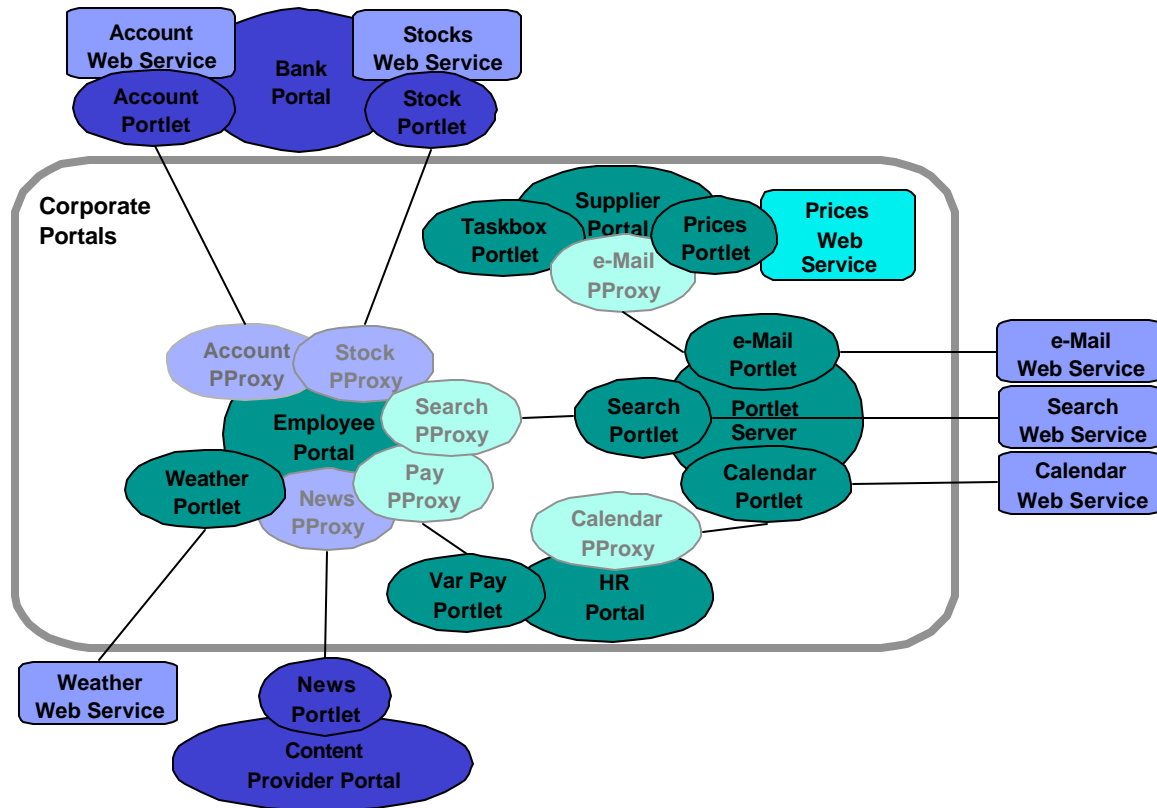 Account
Web Service
Stocks
Web Service
Bank
Portal
Account
Portlet
Stock
Portlet
Corporate
Portals
Supplier
Portal
Taskbox
Portlet
Prices
Portlet
Prices
Web
Service
e-Mail
PProxy
Account
PProxy
Stock
PProxy
e-Mail
Portlet
e-Mail
Web Service
Search
PProxy
Search
Portlet
Portlet
Server
Search
Web Service
Employee
Portal
Weather
Portlet
News
PProxy
Pay
PProxy
Calendar
Portlet
Calendar
Web Service
Calendar
PProxy
Var Pay
Portlet
HR
Portal
Weather
Web Service
News
Portlet
Content
Provider Portal